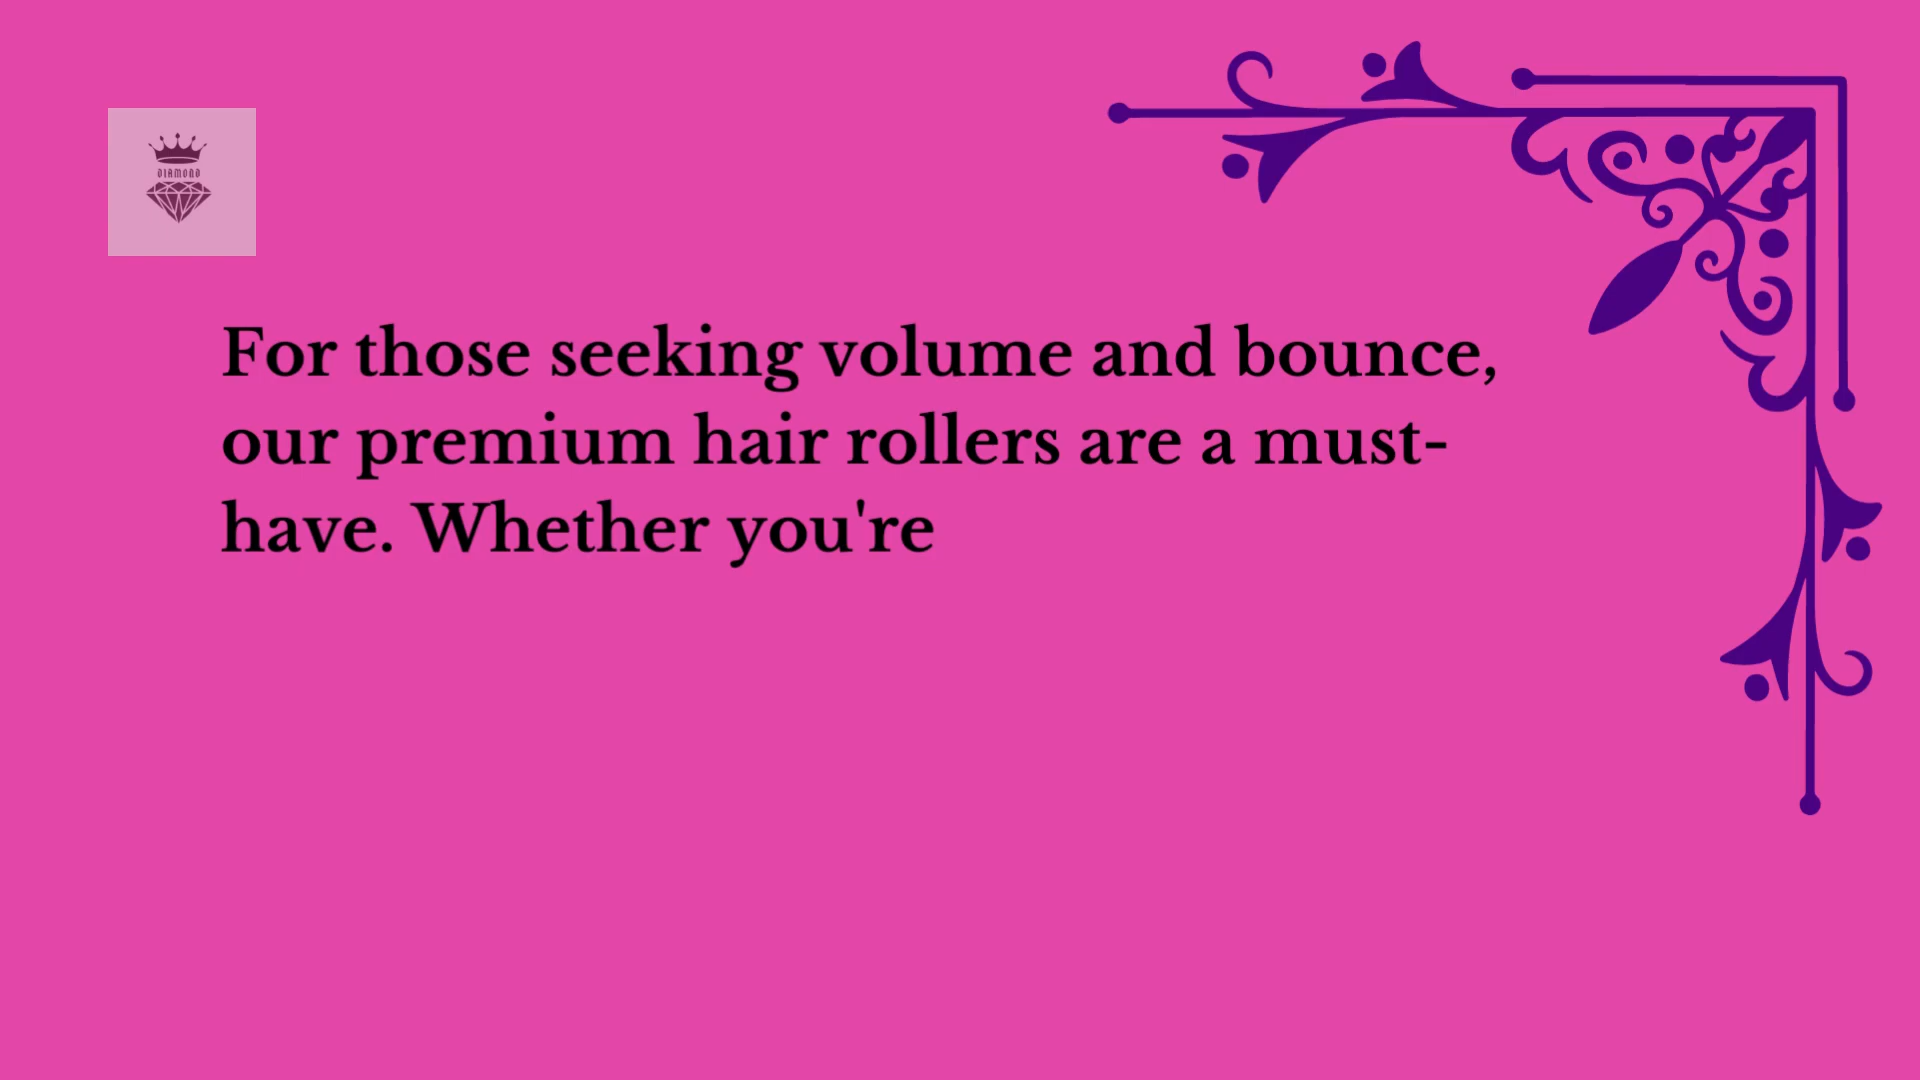 DIAMOND
For those seeking volume and bounce,
our premium hair rollers are a must-
have. Whether you're